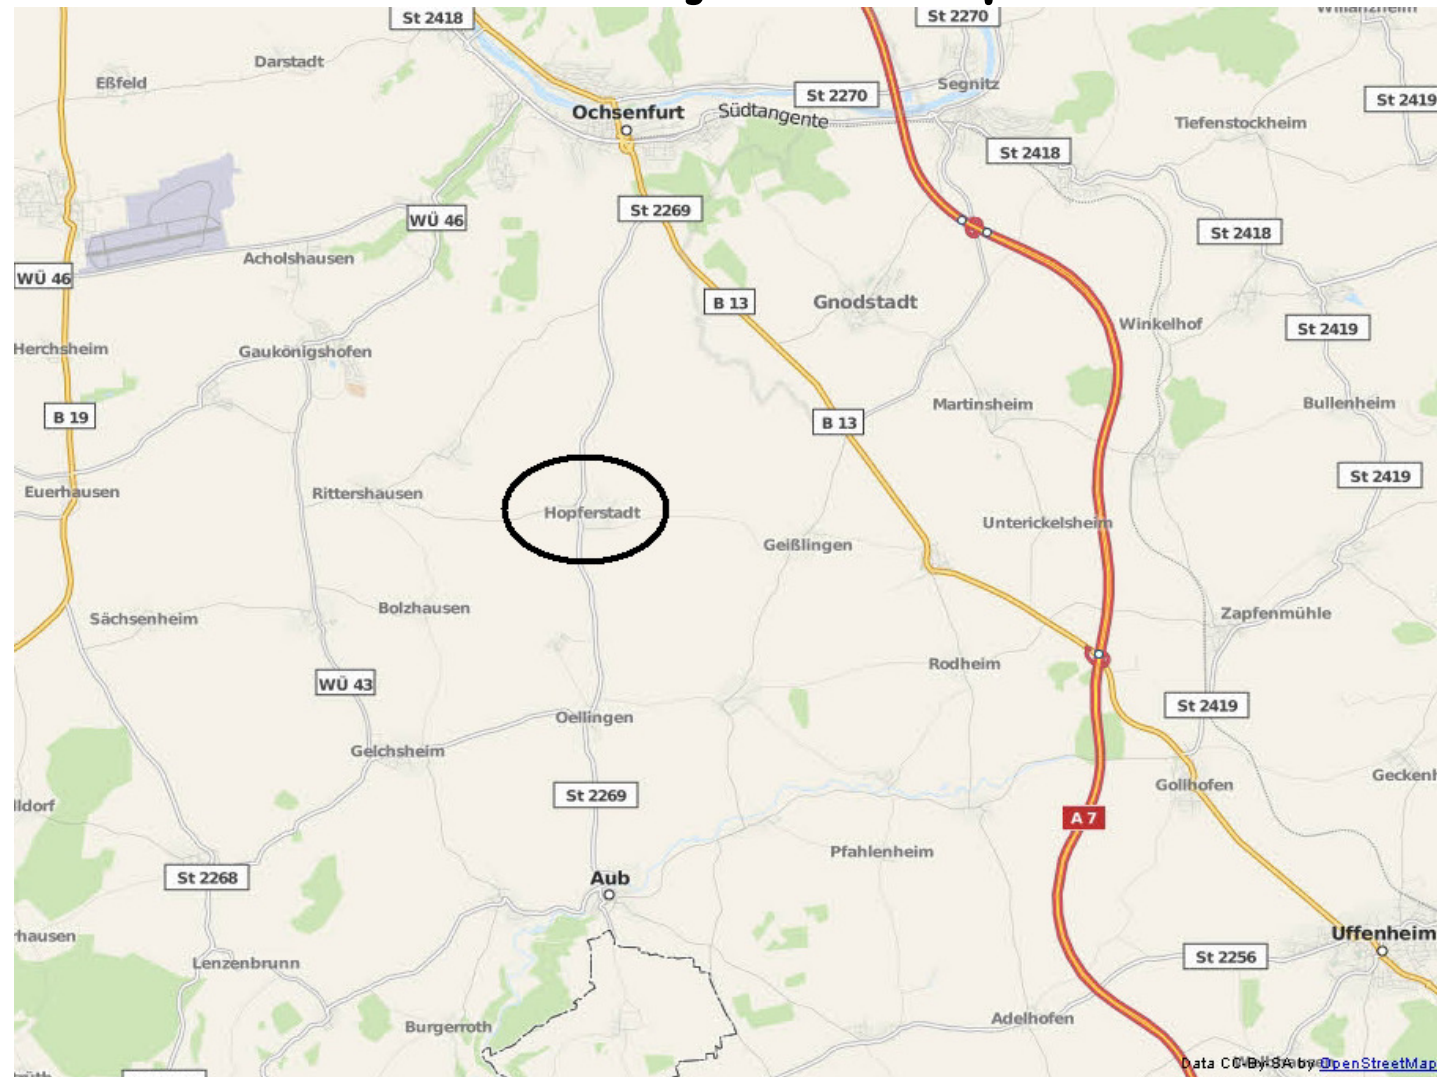 St 2418
St 2270
Darstadt
Eßfeld
Segnitz
St 2270
St 2419
Ochsenfurt
Südtangente
Tiefenstockheim
St 2418
St 2269
WÜ 46
St 2418
Acholshausen
WÜ 46
B 13
Gnodstadt
Winkelhof
St 2419
Herchsheim
Gaukönigshofen
Martinsheim
Bullenheim
B 19
B 13
St 2419
Euerhausen
Rittershausen
Hopferstadt
Unterickelsheim
Geißlingen
Bolzhausen
Sächsenheim
Zapfenmühle
Rodheim
WÜ 43
St 2419
Oellingen
Gelchsheim
Geckenh
Gollhofen
St 2269
lldorf
A 7
Pfahlenheim
St 2268
Aub
Uffenheim
rhausen
St 2256
Lenzenbrunn
Adelhofen
Burgerroth
Data CC-By-SA by OpenStreetMap